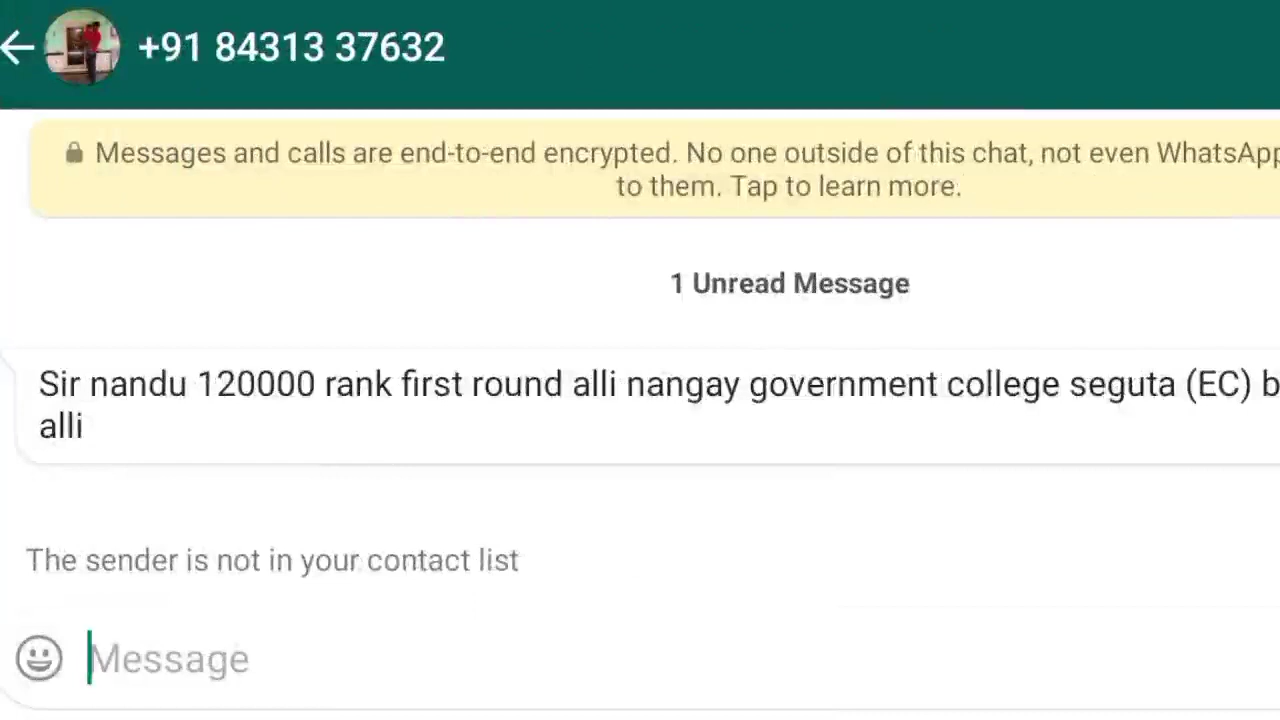 +91 84313 37632
Messages and calls are end-to-end encrypted. No one outside of this chat, not even WhatsApp
to them. Tap to learn more.
1 Unread Message
Sir nandu 120000 rank first round alli nangay government college seguta (EC) b
alli
The sender is not in your contact list
Message